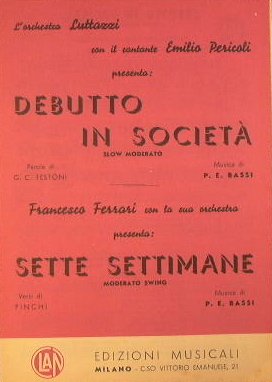 L'orchestra Luttazzi
con il cantante Emilio Pericoli
presenta:
DEBUTTO
IN SOCIETÀ
SLOW MODERATO
Parole di
G. C. TESTONI
Musica di
P. E. BASSI
Francesco Ferrari con la sua orchestra
presenta:
SETTE SETTIMANE
MODERATO SWING
Versi di
PINCHI
Musica di
P. E. BASSI
LAN
EDIZIONI MUSICALI
MILANO - C.SO VITTORIO EMANUELE, 21